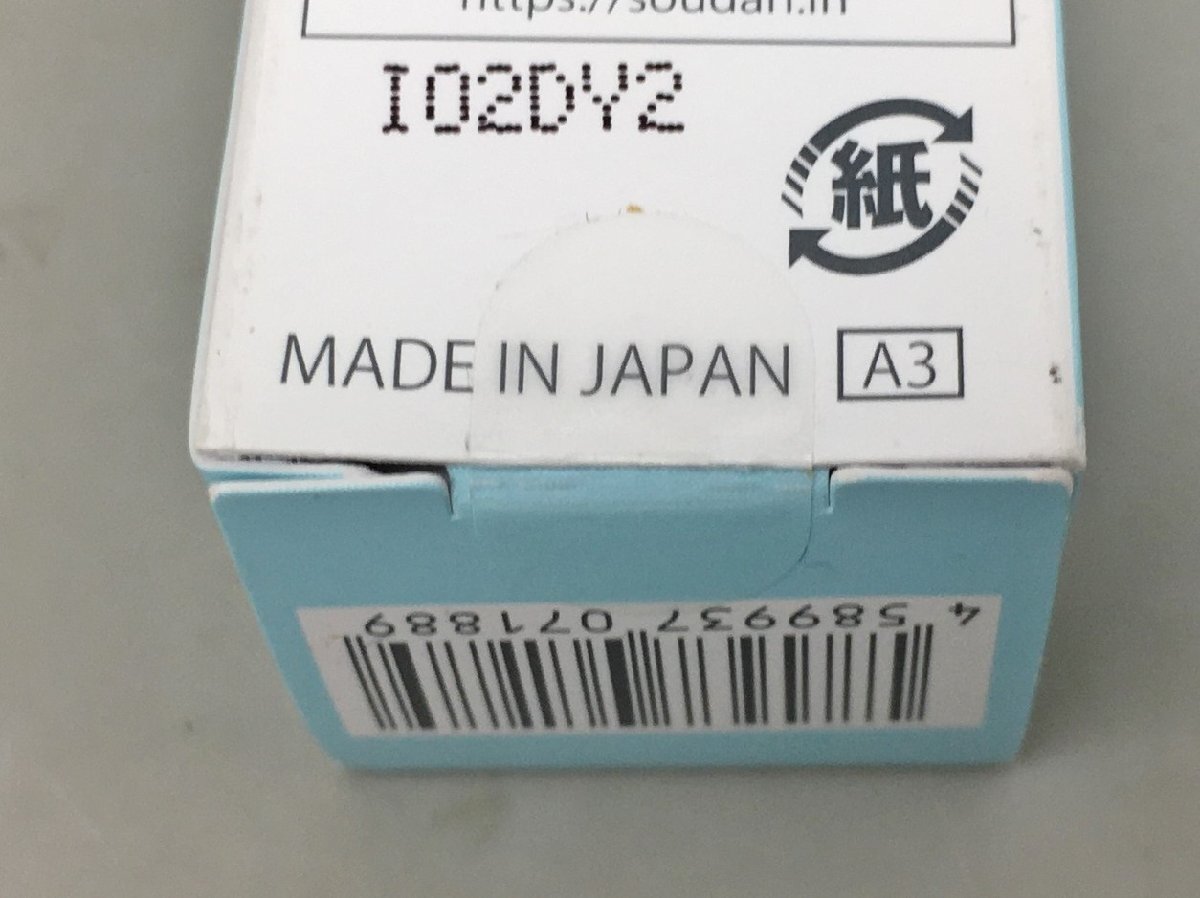 https://soudan.in
I02DY2
紙
MADE IN JAPAN A3
4 589937 071889